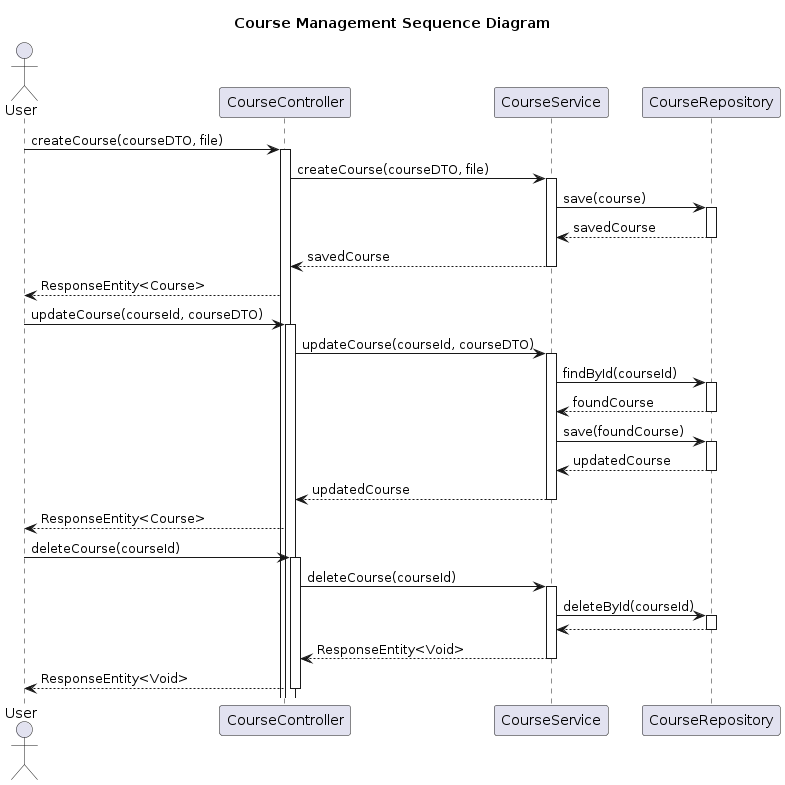 Course Management Sequence Diagram
User
CourseController
CourseService
CourseRepository
createCourse(courseDTO, file)
createCourse(courseDTO, file)
save(course)
savedCourse
savedCourse
ResponseEntity<Course>
updateCourse(courseId, courseDTO)
updateCourse(courseId, courseDTO)
findById(courseId)
foundCourse
save(foundCourse)
updatedCourse
updatedCourse
ResponseEntity<Course>
deleteCourse(courseId)
deleteCourse(courseId)
deleteById(courseId)
ResponseEntity<Void>
ResponseEntity<Void>
User
CourseController
CourseService
CourseRepository